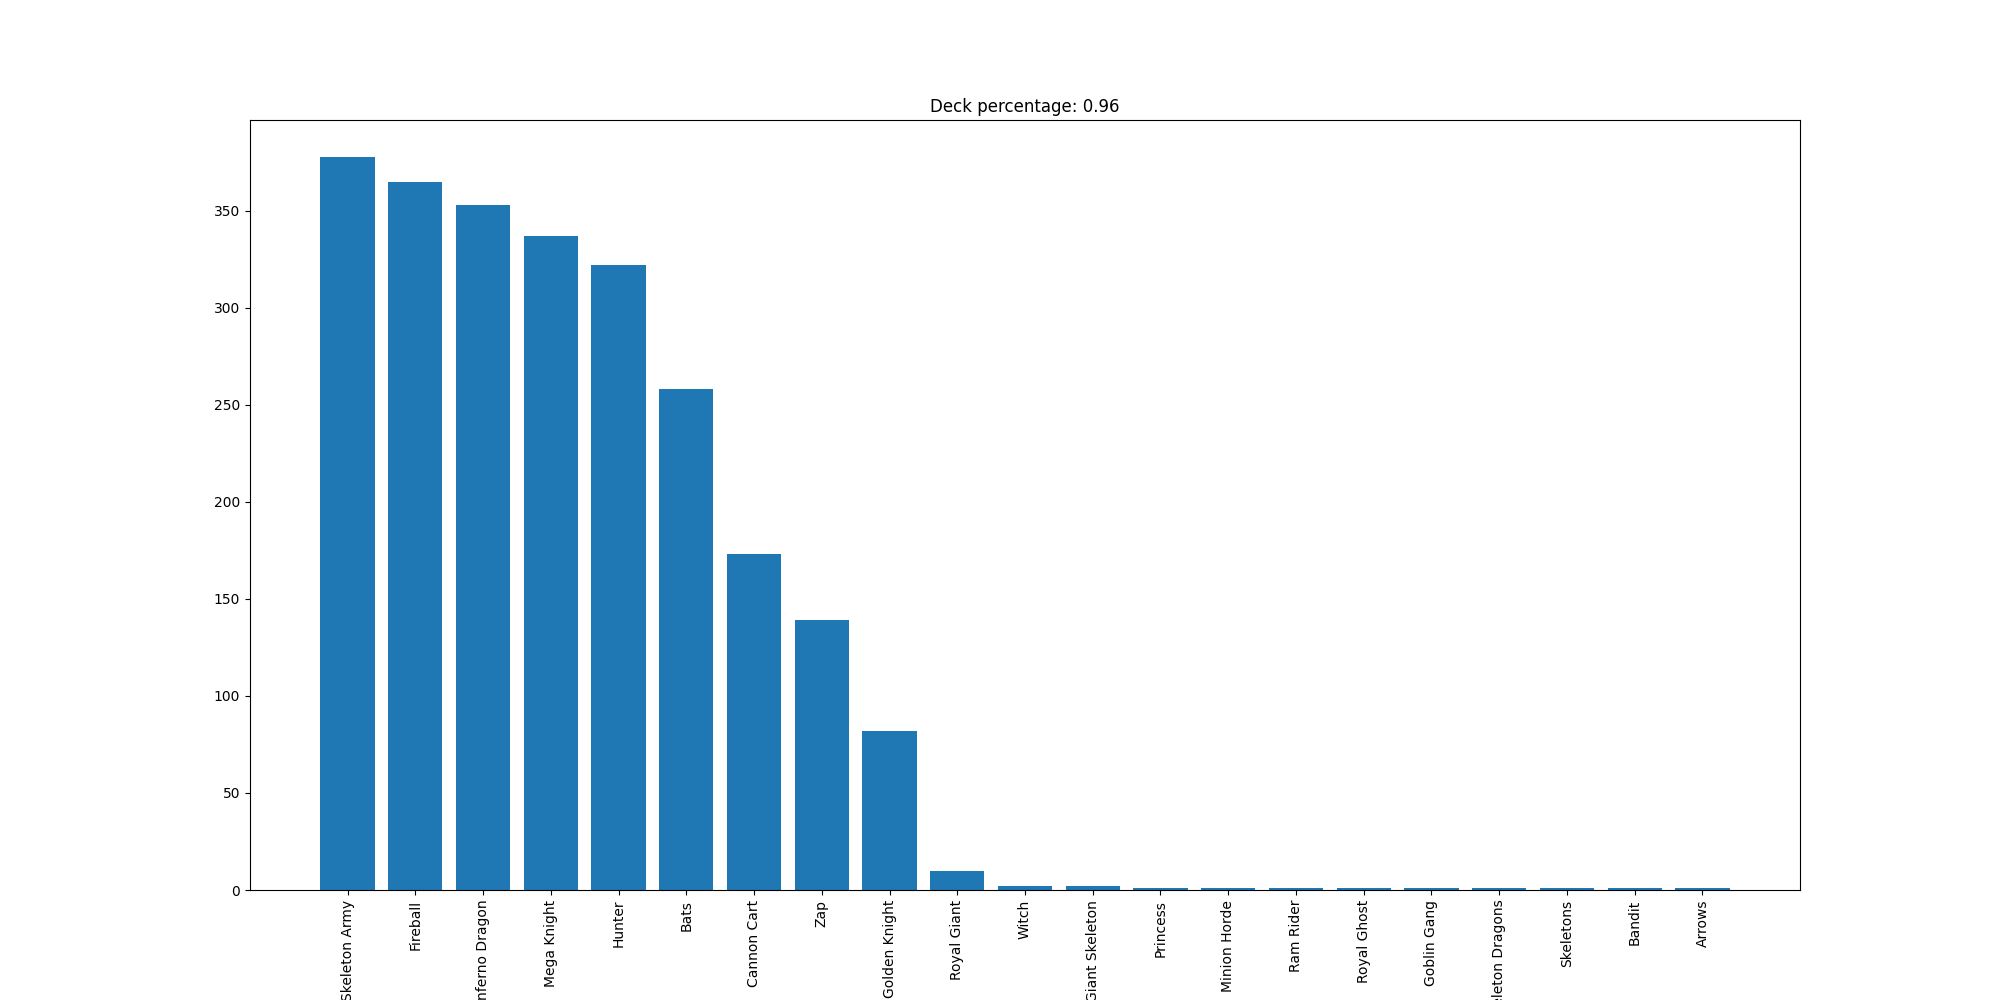 Deck percentage: 0.96
350
300
250
200
150
100
50
0
Skeleton Army
Fireball
nferno Dragon
Mega Knight
Hunter
Bats
Cannon Cart
Zap
Golden Knight
Royal Giant
Witch
Giant Skeleton
Princess
Minion Horde
Ram Rider
Royal Ghost
Goblin Gang
leton Dragons
Skeletons
Bandit
Arrows